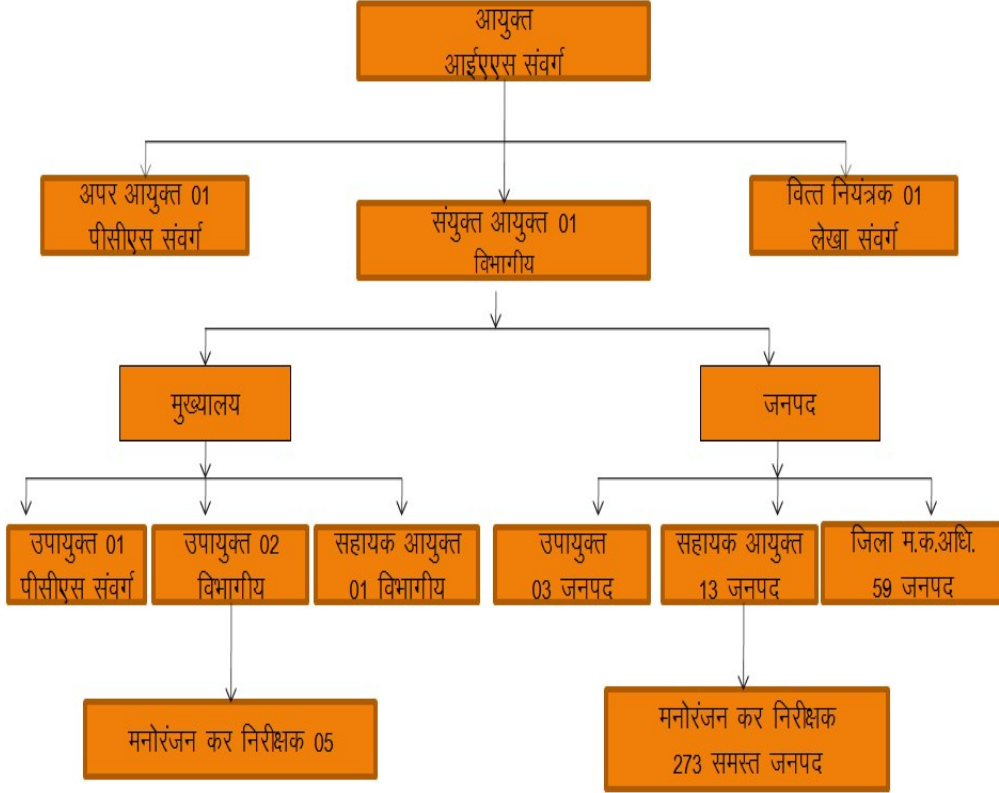 आयुक्त
आईएएस संवर्ग
अपर आयुक्त 01
पीसीएस संवर्ग
संयुक्त आयुक्त 01
विभागीय
वित्त नियंत्रक 01
लेखा संवर्ग
मुख्यालय
जनपद
उपायुक्त 01
पीसीएस संवर्ग
उपायुक्त 02
विभागीय
सहायक आयुक्त
01 विभागीय
उपायुक्त
03 जनपद
सहायक आयुक्त
13 जनपद
जिला म.क.अधि.
59 जनपद
मनोरंजन कर निरीक्षक 05
मनोरंजन कर निरीक्षक
273 समस्त जनपद